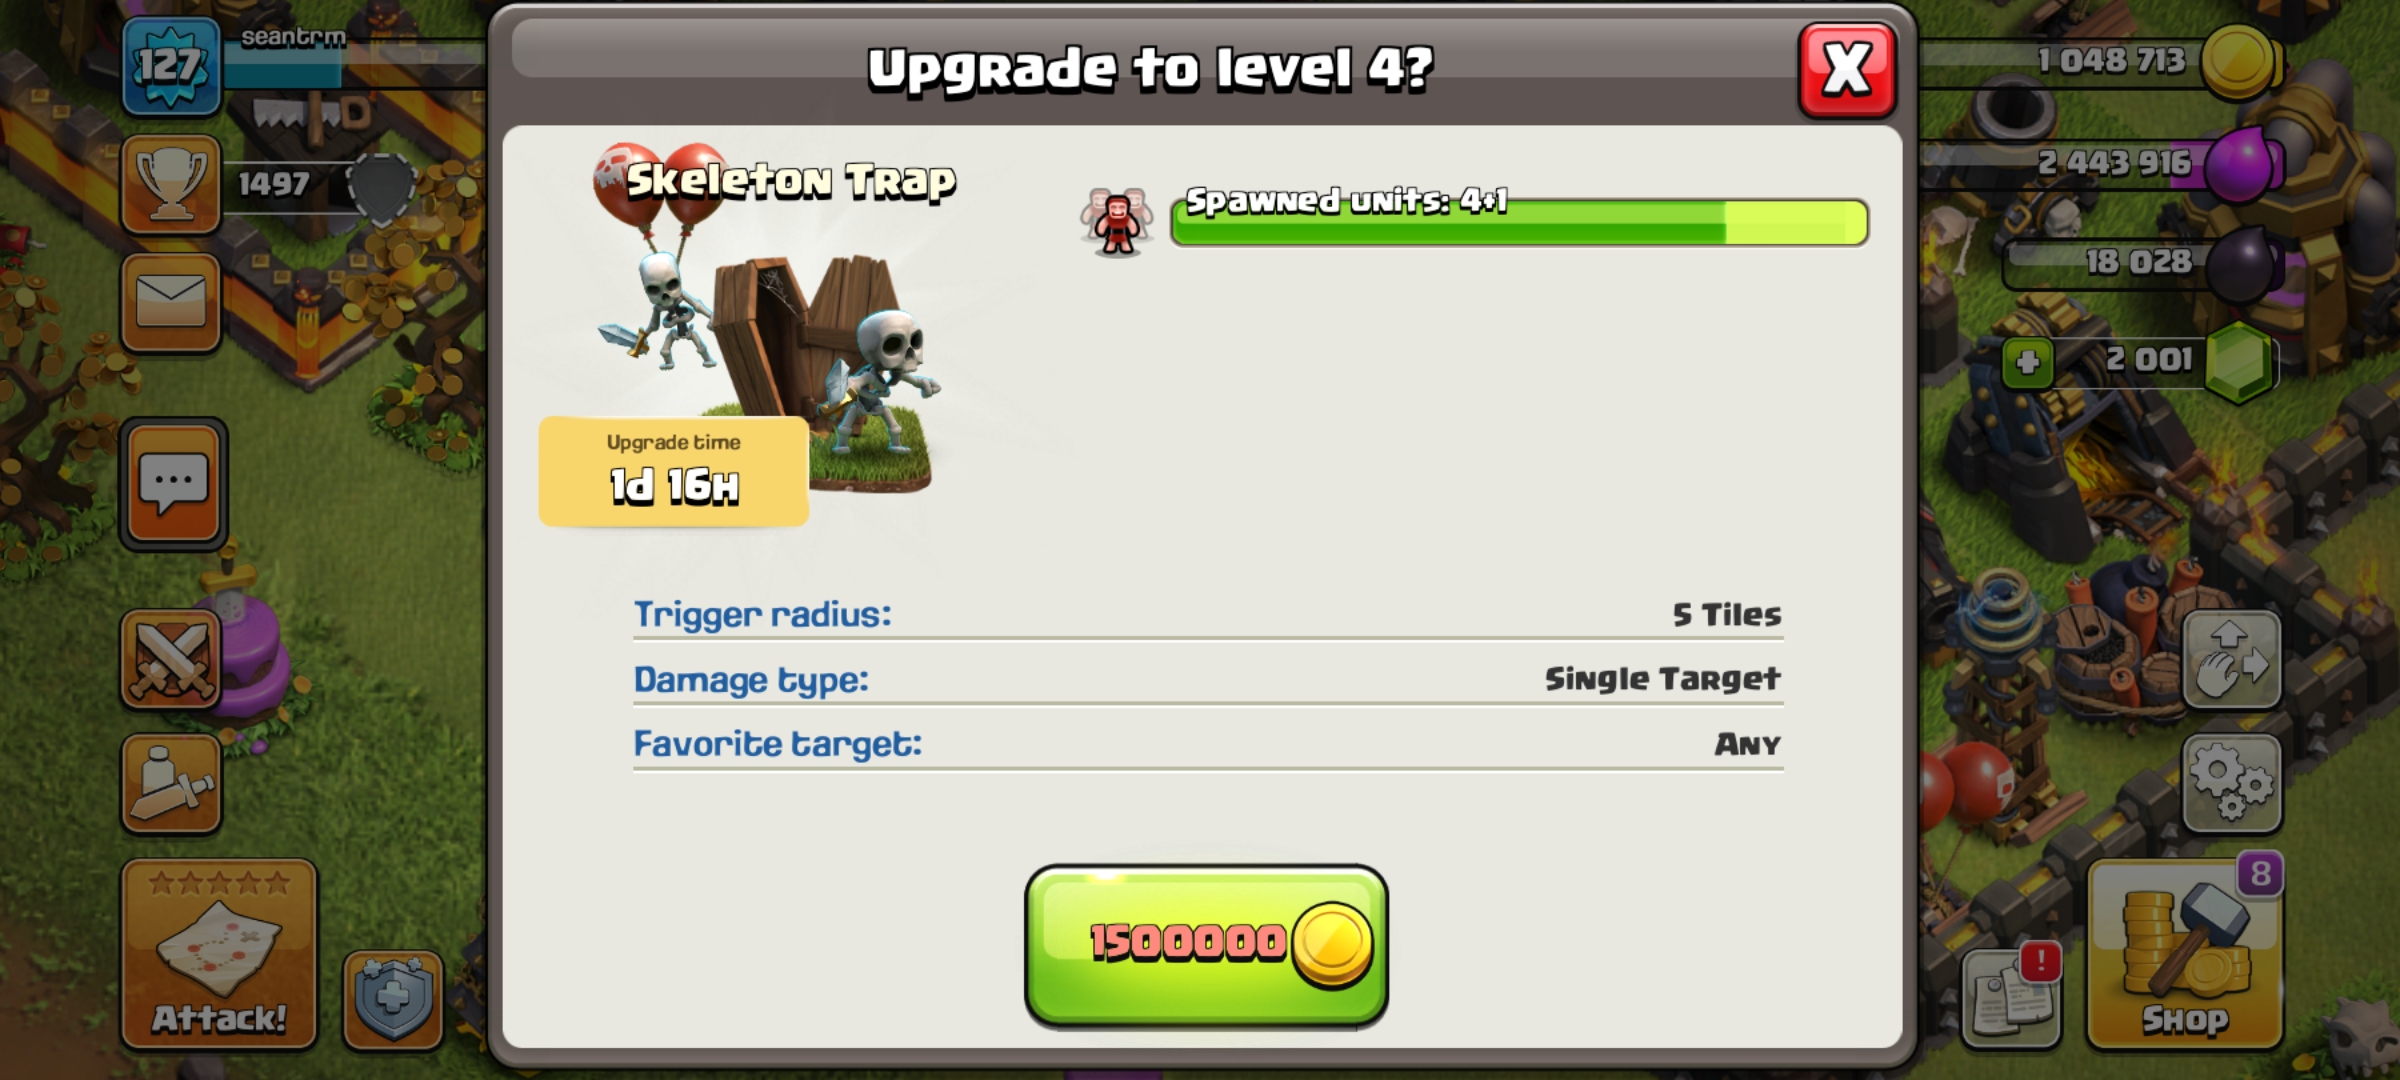 127
seantrm
1497
Upgrade to level 4?
X
1 048 713
2 443 916
18 028
2 001
Skeleton Trap
Spawned units: 4+1
Upgrade time
1d 16h
Trigger radius: 5 Tiles
Damage type: Single Target
Favorite target: Any
1500000
Attack!
8
!
Shop